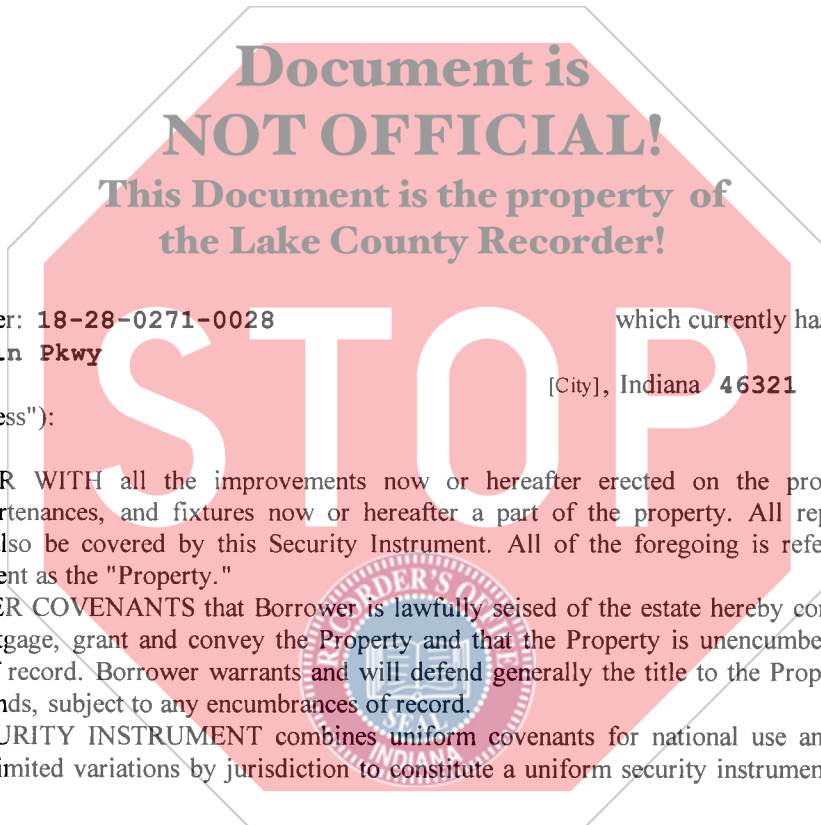 Document is
NOT OFFICIAL!
This Document is the property of
the Lake County Recorder!
STOP
er: 18-28-0271-0028 which currently ha
in Pkwy
[City], Indiana 46321
ess"):
R WITH all the improvements now or hereafter erected on the pro
rtenances, and fixtures now or hereafter a part of the property. All rep
lso be covered by this Security Instrument. All of the foregoing is refe
ent as the "Property."
ER COVENANTS that Borrower is lawfully seised of the estate hereby co
tgage, grant and convey the Property and that the Property is unencumbe
f record. Borrower warrants and will defend generally the title to the Prop
nds, subject to any encumbrances of record.
URITY INSTRUMENT combines uniform covenants for national use an
imited variations by jurisdiction to constitute a uniform security instrumen
RECORDER'S OFFICE
SEAL
INDIANA